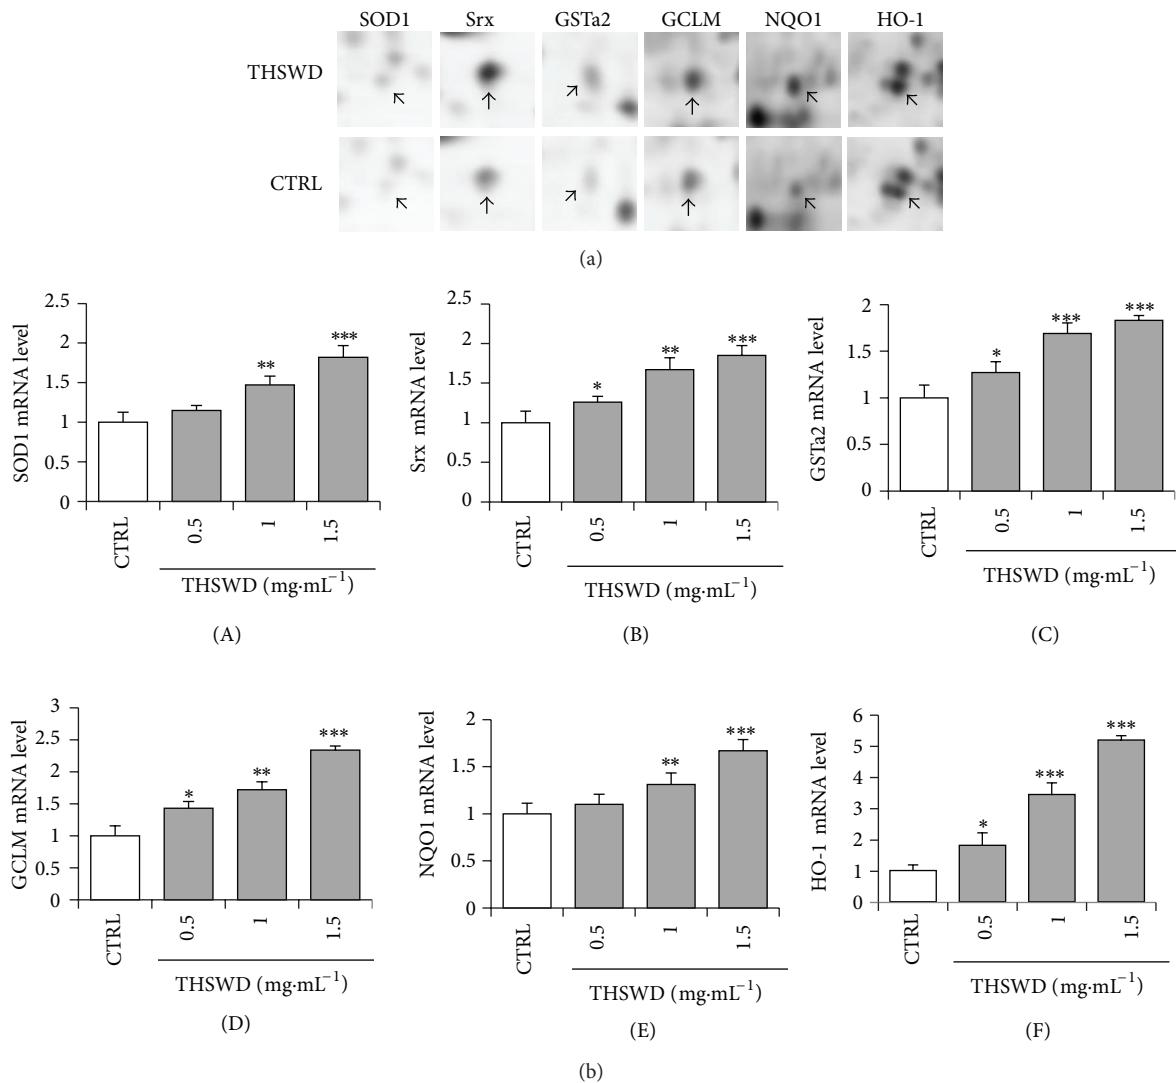 SOD1 Srx GSTa2 GCLM NQO1 HO-1
THSWD
CTRL
(a)
SOD1 mRNA level
2.5
2
1.5
1
0.5
0
**
***
CTRL
0.5
1
1.5
THSWD (mg·mL⁻¹)
(A)
Srx mRNA level
2.5
2
1.5
1
0.5
0
*
**
***
CTRL
0.5
1
1.5
THSWD (mg·mL⁻¹)
(B)
GSTa2 mRNA level
2
1.5
1
0.5
0
*
***
***
CTRL
0.5
1
1.5
THSWD (mg·mL⁻¹)
(C)
GCLM mRNA level
3
2.5
2
1.5
1
0.5
0
*
**
***
CTRL
0.5
1
1.5
THSWD (mg·mL⁻¹)
(D)
NQO1 mRNA level
2
1.5
1
0.5
0
**
***
CTRL
0.5
1
1.5
THSWD (mg·mL⁻¹)
(E)
HO-1 mRNA level
6
5
4
3
2
1
0
*
***
***
CTRL
0.5
1
1.5
THSWD (mg·mL⁻¹)
(F)
(b)